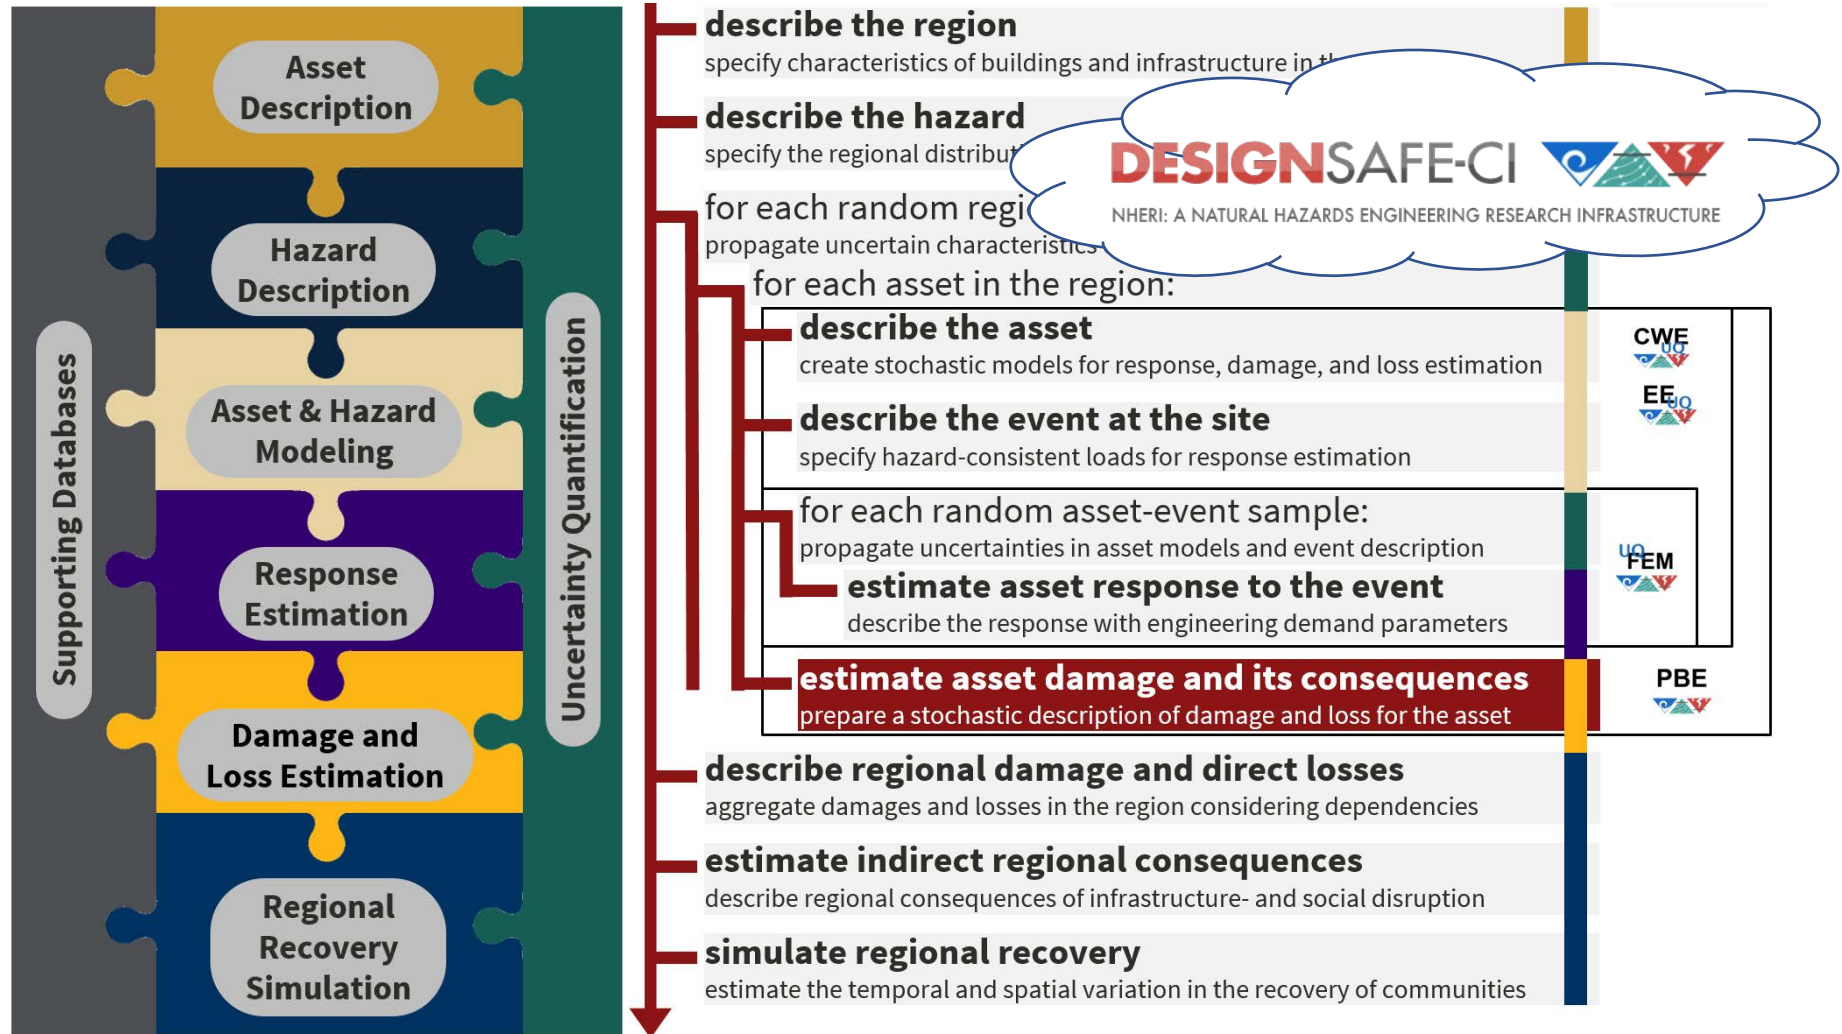 Supporting Databases
Asset
Description
Hazard
Description
Asset & Hazard
Modeling
Response
Estimation
Damage and
Loss Estimation
Regional
Recovery
Simulation
Uncertainty Quantification
describe the region
specify characteristics of buildings and infrastructure in
describe the hazard
specify the regional
for each random
propagate uncertain characteristics
for each asset in the region:
describe the asset
create stochastic models for response, damage, and loss estimation
describe the event at the site
specify hazard-consistent loads for response estimation
for each random asset-event sample:
propagate uncertainties in asset models and event description
estimate asset response to the event
describe the response with engineering demand parameters
estimate asset damage and its consequences
prepare a stochastic description of damage and loss for the asset
describe regional damage and direct losses
aggregate damages and losses in the region considering dependencies
estimate indirect regional consequences
describe regional consequences of infrastructure- and social disruption
simulate regional recovery
estimate the temporal and spatial variation in the recovery of communities
DESIGNSAFE-CI
NHERI: A NATURAL HAZARDS ENGINEERING RESEARCH INFRASTRUCTURE
CWE
UQ
EE
UQ
UQ
FEM
PBE